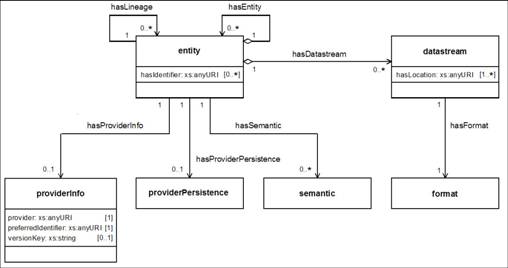 hasLineage
hasEntity
0..*
0..*
1
1
entity
hasIdentifier: xs:anyURI [0..*]
hasDatastream
1
0..*
datastream
hasLocation: xs:anyURI [1..*]
1
1
1
1
hasProviderInfo
hasSemantic
hasFormat
hasProviderPersistence
0..1
0..1
0..*
1
providerInfo
provider: xs:anyURI [1]
preferredIdentifier: xs:anyURI [1]
versionKey: xs:string [0..1]
providerPersistence
semantic
format